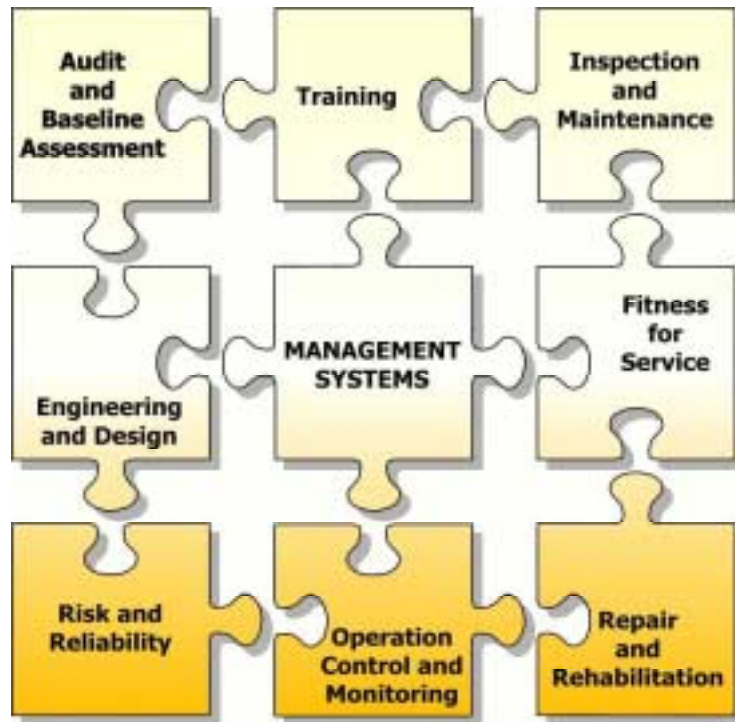 Audit
and
Baseline
Assessment
Training
Inspection
and
Maintenance
Engineering
and Design
MANAGEMENT
SYSTEMS
Fitness
for
Service
Risk and
Reliability
Operation
Control and
Monitoring
Repair
and
Rehabilitation